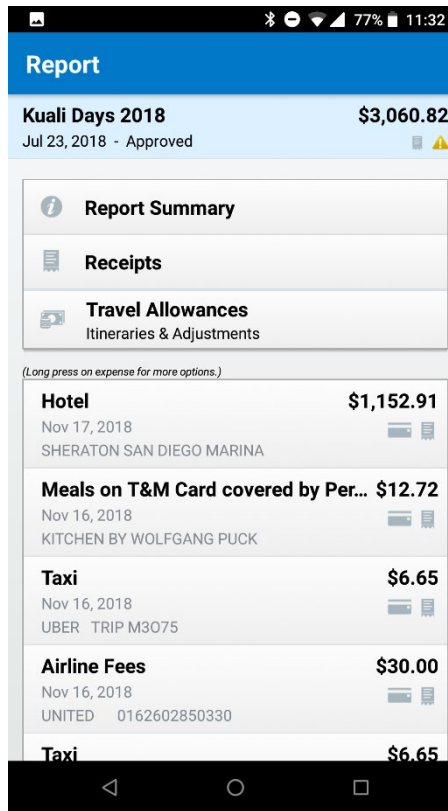 77% 11:32
Report
Kuali Days 2018 $3,060.82
Jul 23, 2018 - Approved
Report Summary
Receipts
Travel Allowances
Itineraries & Adjustments
(Long press on expense for more options.)
Hotel $1,152.91
Nov 17, 2018
SHERATON SAN DIEGO MARINA
Meals on T&M Card covered by Per... $12.72
Nov 16, 2018
KITCHEN BY WOLFGANG PUCK
Taxi $6.65
Nov 16, 2018
UBER TRIP M3O75
Airline Fees $30.00
Nov 16, 2018
UNITED 0162602850330
Taxi $6.65